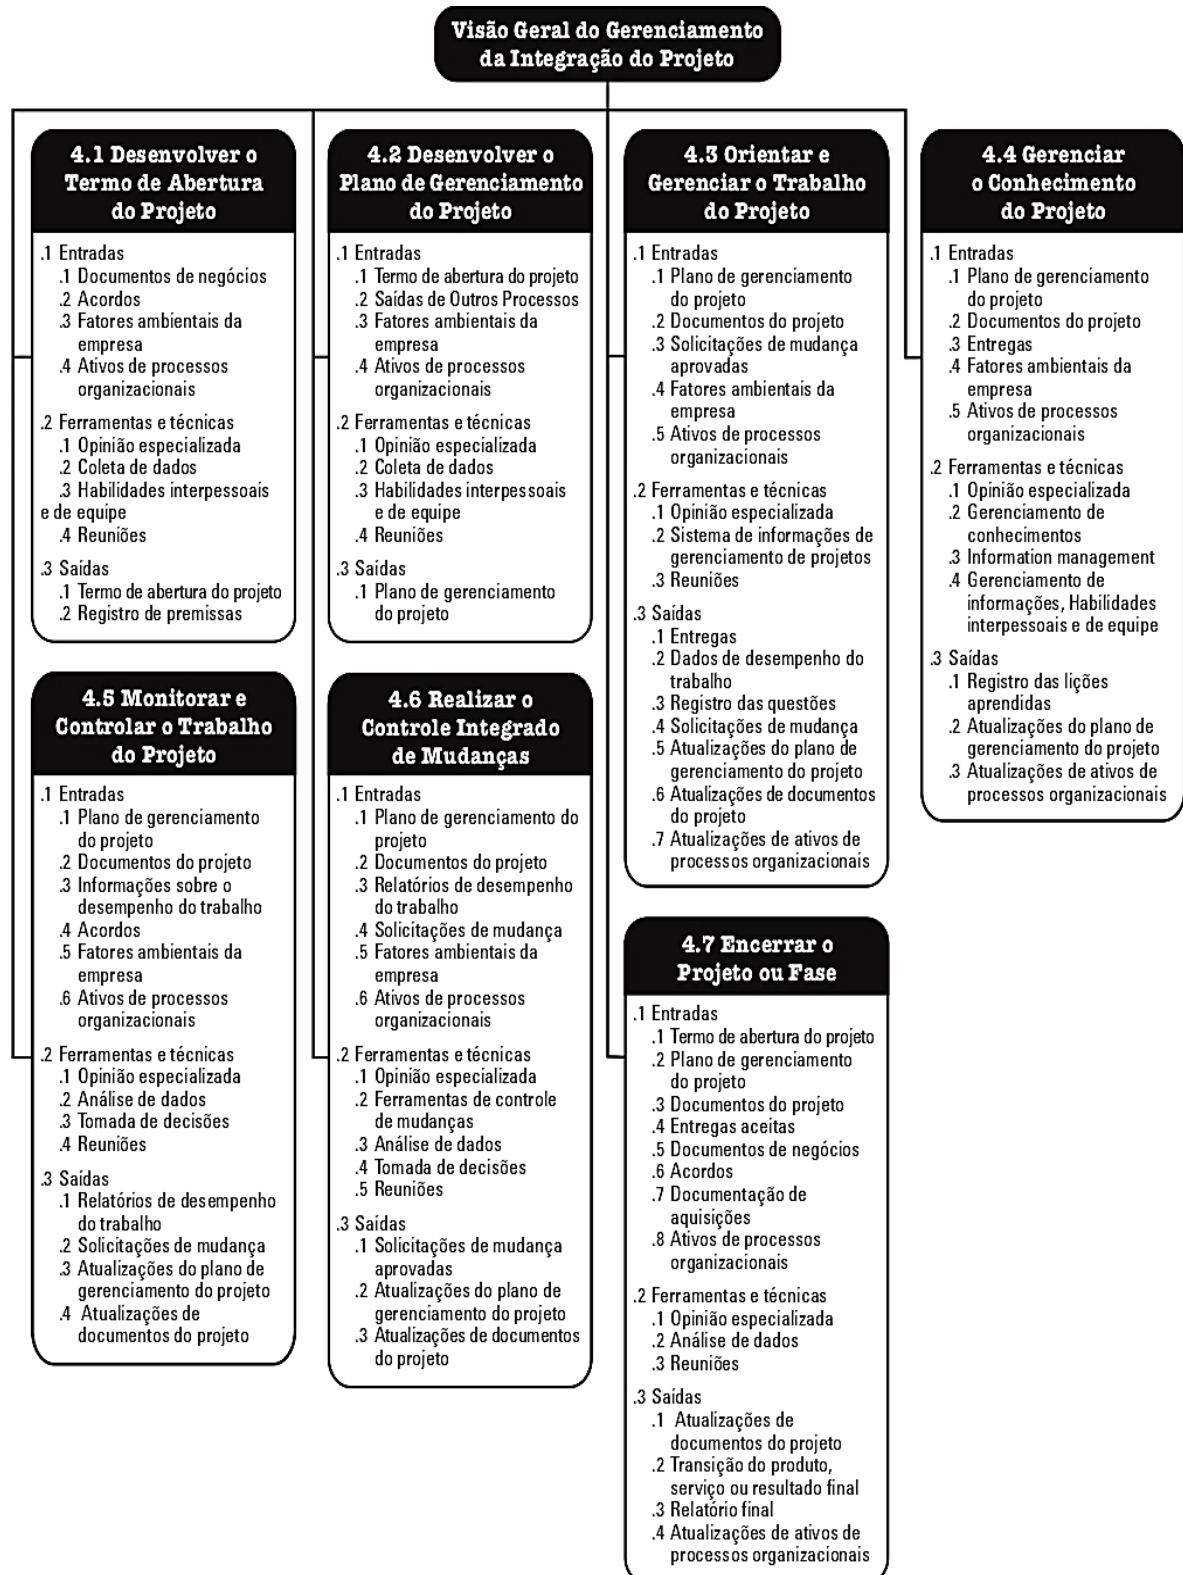 Visão Geral do Gerenciamento
da Integração do Projeto
4.1 Desenvolver o
Termo de Abertura
do Projeto
.1 Entradas
.1 Documentos de negócios
.2 Acordos
.3 Fatores ambientais da
empresa
.4 Ativos de processos
organizacionais
.2 Ferramentas e técnicas
.1 Opinião especializada
.2 Coleta de dados
.3 Habilidades interpessoais
e de equipe
.4 Reuniões
.3 Saídas
.1 Termo de abertura do projeto
.2 Registro de premissas
4.2 Desenvolver o
Plano de Gerenciamento
do Projeto
.1 Entradas
.1 Termo de abertura do projeto
.2 Saídas de Outros Processos
.3 Fatores ambientais da
empresa
.4 Ativos de processos
organizacionais
.2 Ferramentas e técnicas
.1 Opinião especializada
.2 Coleta de dados
.3 Habilidades interpessoais
e de equipe
.4 Reuniões
.3 Saídas
.1 Plano de gerenciamento
do projeto
4.3 Orientar e
Gerenciar o Trabalho
do Projeto
.1 Entradas
.1 Plano de gerenciamento
do projeto
.2 Documentos do projeto
.3 Solicitações de mudança
aprovadas
.4 Fatores ambientais da
empresa
.5 Ativos de processos
organizacionais
.2 Ferramentas e técnicas
.1 Opinião especializada
.2 Sistema de informações de
gerenciamento de projetos
.3 Reuniões
.3 Saídas
.1 Entregas
.2 Dados de desempenho do
trabalho
.3 Registro das questões
.4 Solicitações de mudança
.5 Atualizações do plano de
gerenciamento do projeto
.6 Atualizações de documentos
do projeto
.7 Atualizações de ativos de
processos organizacionais
4.4 Gerenciar
o Conhecimento
do Projeto
.1 Entradas
.1 Plano de gerenciamento
do projeto
.2 Documentos do projeto
.3 Entregas
.4 Fatores ambientais da
empresa
.5 Ativos de processos
organizacionais
.2 Ferramentas e técnicas
.1 Opinião especializada
.2 Gerenciamento de
conhecimentos
.3 Information management
.4 Gerenciamento de
informações, Habilidades
interpessoais e de equipe
.3 Saídas
.1 Registro das lições
aprendidas
.2 Atualizações do plano de
gerenciamento do projeto
.3 Atualizações de ativos de
processos organizacionais
4.5 Monitorar e
Controlar o Trabalho
do Projeto
.1 Entradas
.1 Plano de gerenciamento
do projeto
.2 Documentos do projeto
.3 Informações sobre o
desempenho do trabalho
.4 Acordos
.5 Fatores ambientais da
empresa
.6 Ativos de processos
organizacionais
.2 Ferramentas e técnicas
.1 Opinião especializada
.2 Análise de dados
.3 Tomada de decisões
.4 Reuniões
.3 Saídas
.1 Relatórios de desempenho
do trabalho
.2 Solicitações de mudança
.3 Atualizações do plano de
gerenciamento do projeto
.4 Atualizações de
documentos do projeto
4.6 Realizar o
Controle Integrado
de Mudanças
.1 Entradas
.1 Plano de gerenciamento do
projeto
.2 Documentos do projeto
.3 Relatórios de desempenho
do trabalho
.4 Solicitações de mudança
.5 Fatores ambientais da
empresa
.6 Ativos de processos
organizacionais
.2 Ferramentas e técnicas
.1 Opinião especializada
.2 Ferramentas de controle
de mudanças
.3 Análise de dados
.4 Tomada de decisões
.5 Reuniões
.3 Saídas
.1 Solicitações de mudança
aprovadas
.2 Atualizações do plano de
gerenciamento do projeto
.3 Atualizações de documentos
do projeto
4.7 Encerrar o
Projeto ou Fase
.1 Entradas
.1 Termo de abertura do projeto
.2 Plano de gerenciamento
do projeto
.3 Documentos do projeto
.4 Entregas aceitas
.5 Documentos de negócios
.6 Acordos
.7 Documentação de
aquisições
.8 Ativos de processos
organizacionais
.2 Ferramentas e técnicas
.1 Opinião especializada
.2 Análise de dados
.3 Reuniões
.3 Saídas
.1 Atualizações de
documentos do projeto
.2 Transição do produto,
serviço ou resultado final
.3 Relatório final
.4 Atualizações de ativos de
processos organizacionais